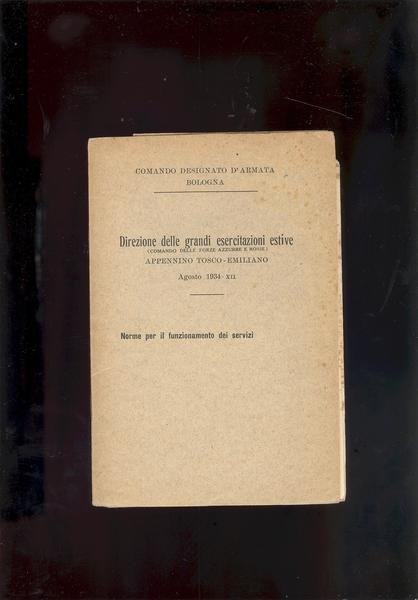 COMANDO DESIGNATO D'ARMATA
BOLOGNA
Direzione delle grandi esercitazioni estive
(COMANDO DELLE FORZE AZZURRE E ROSSE)
APPENNINO TOSCO-EMILIANO
Agosto 1934 XII
Norme per il funzionamento dei servizi